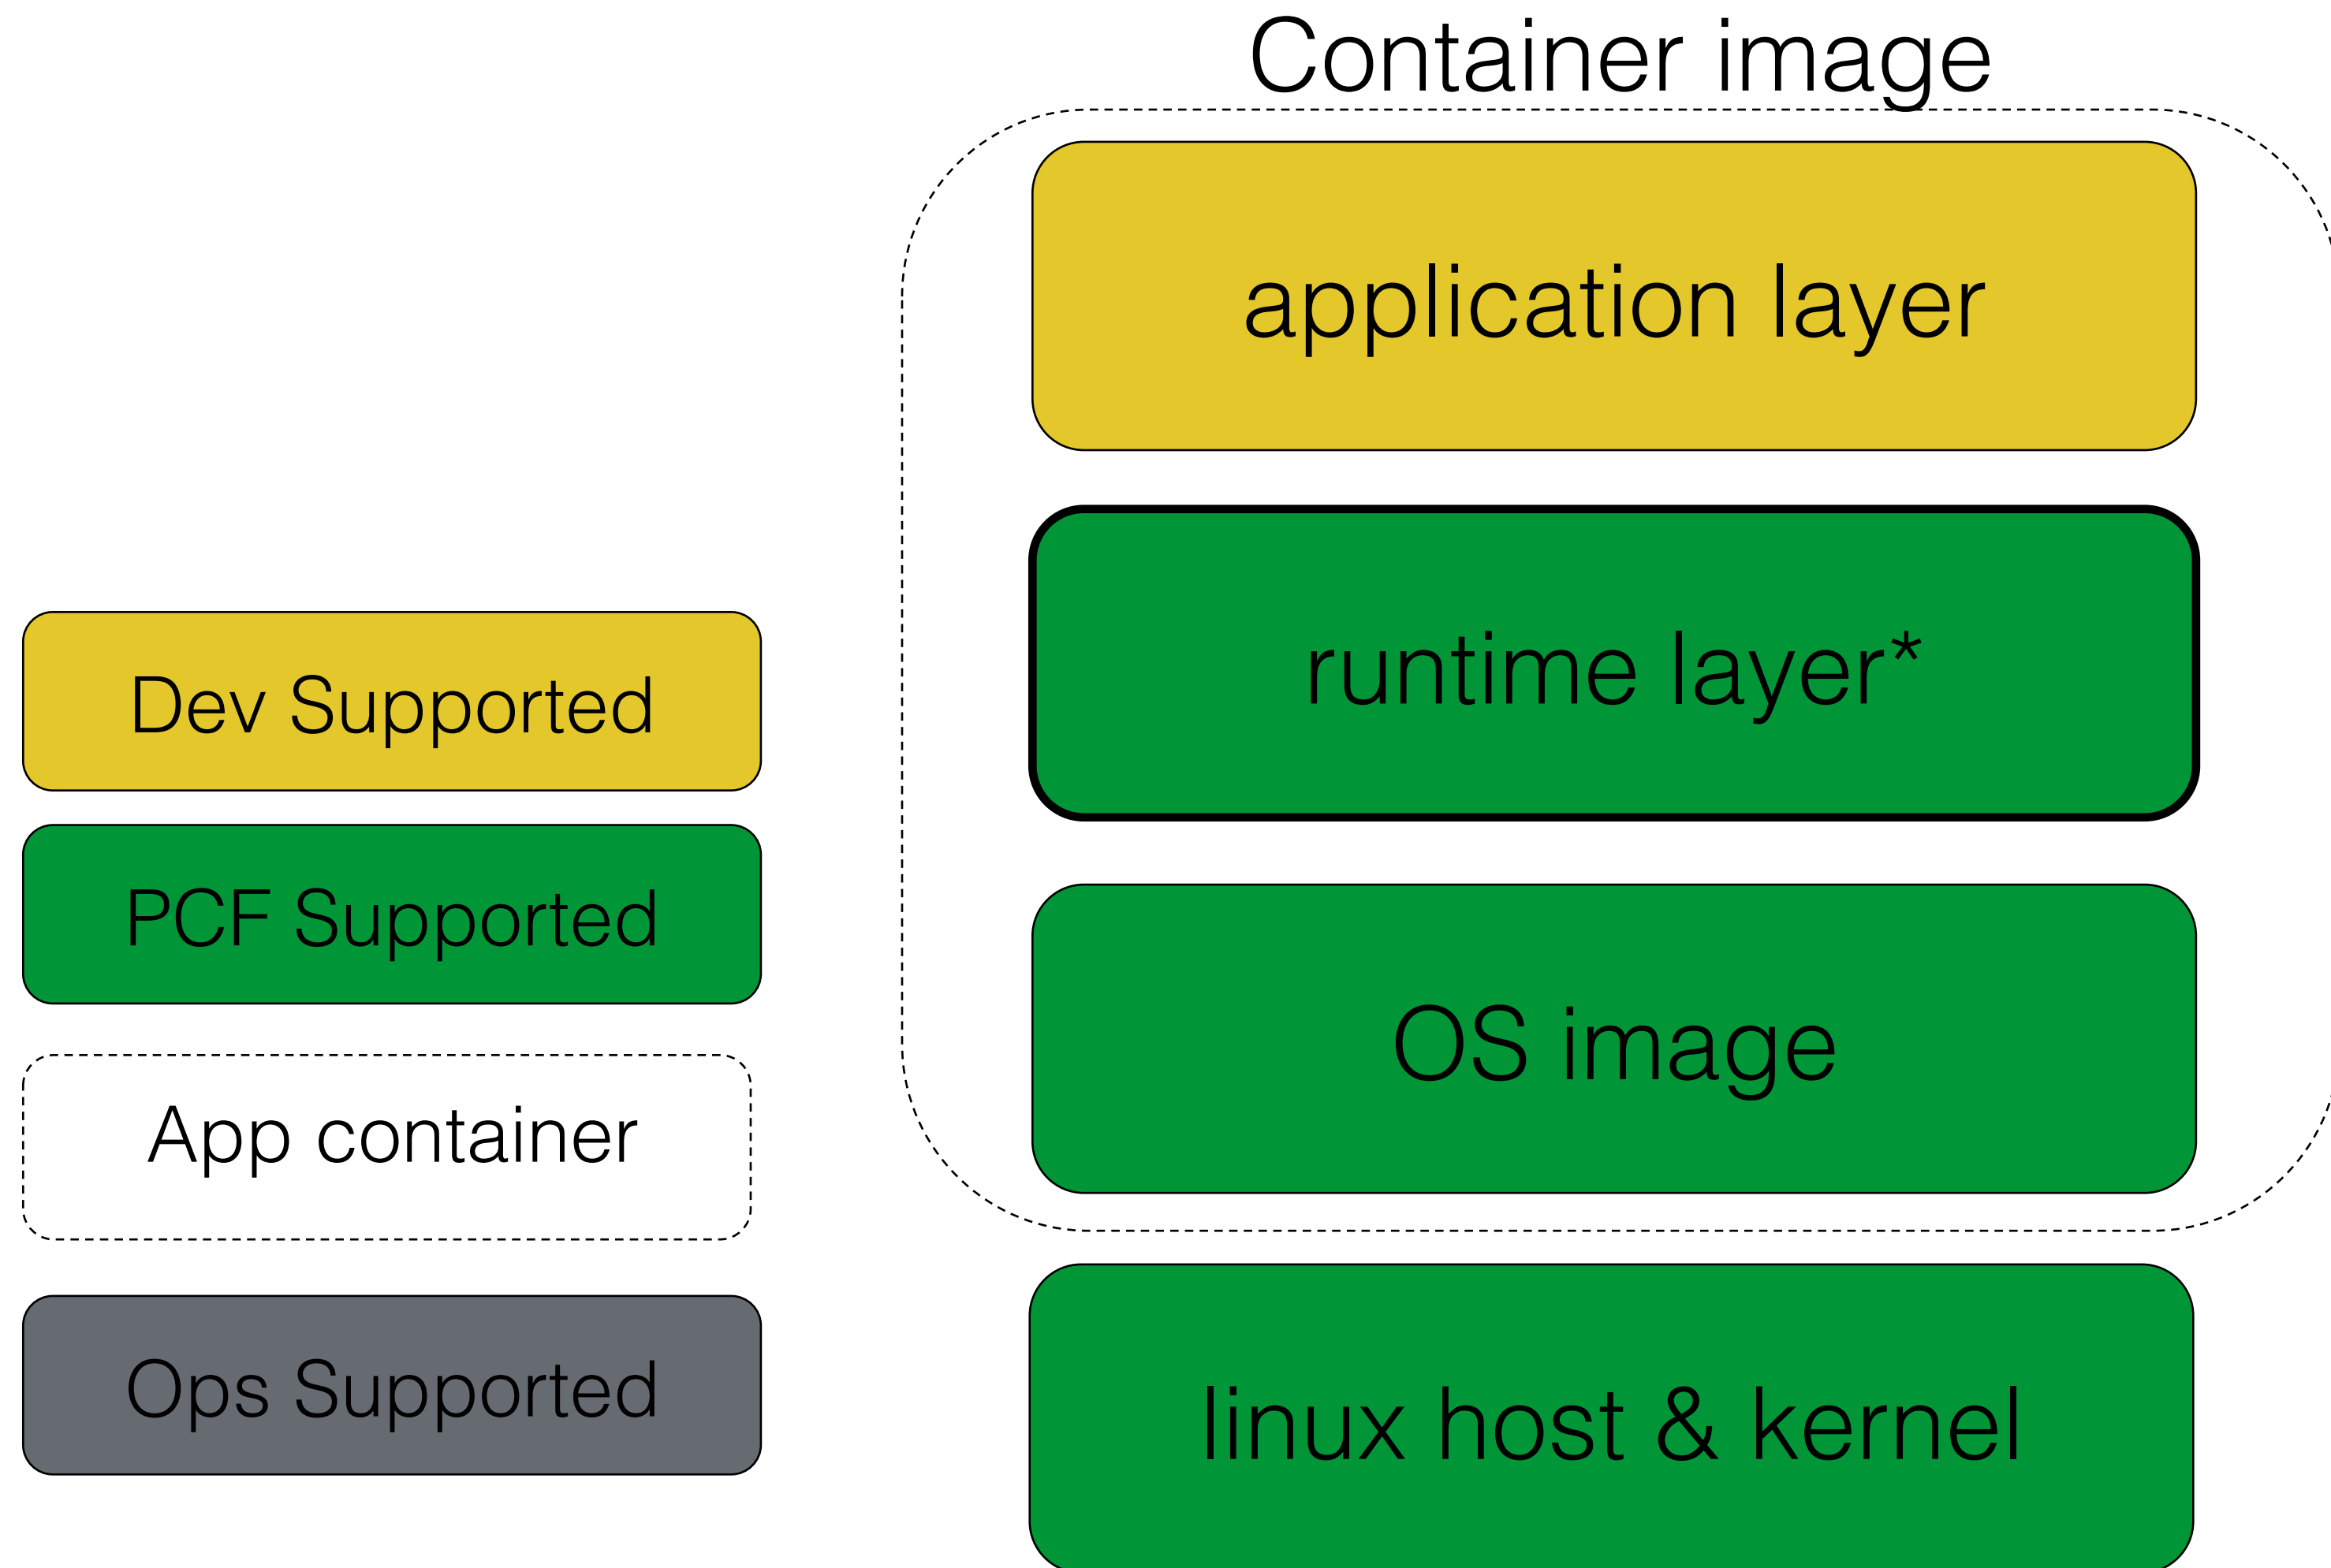 Container image
application layer
runtime layer*
OS image
linux host & kernel
Dev Supported
PCF Supported
App container
Ops Supported